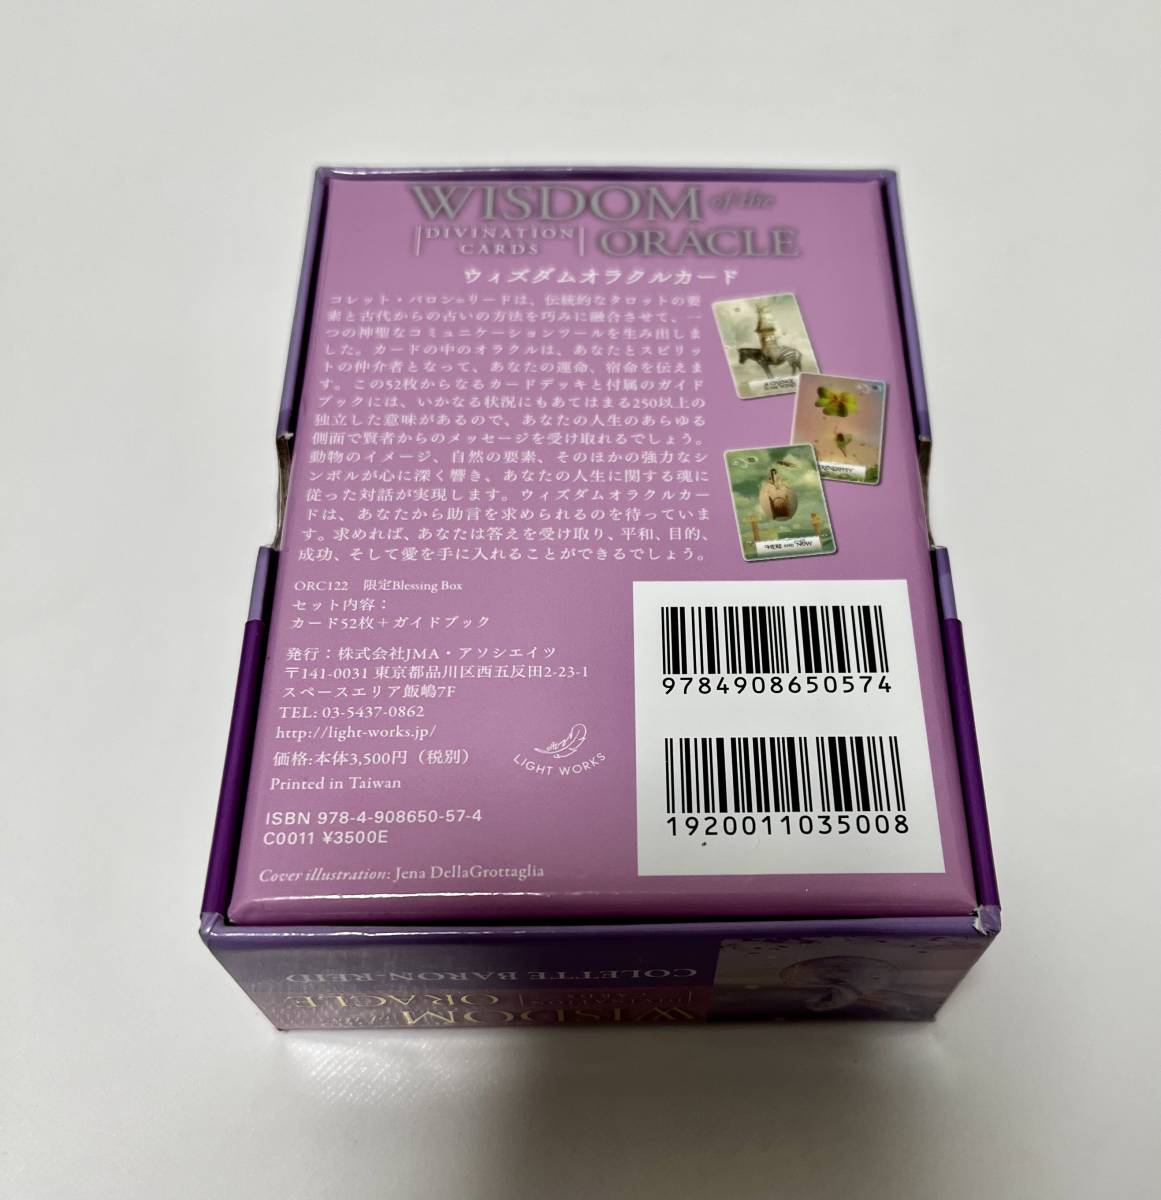 WISDOM of the
DIVINATION
CARDS
ORACLE
ウィズダムオラクルカード
コレット・バロン=リードは、伝統的なタロットの要
素と古代からの占いの方法を巧みに融合させて、一
つの神聖なコミュニケーションツールを生み出しま
した。カードの中のオラクルは、あなたとスピリッ
トの仲介者となって、あなたの運命、宿命を伝えま
す。この52枚からなるカードデッキと付属のガイド
ブックには、いかなる状況にもあてはまる250以上の
独立した意味があるので、あなたの人生のあらゆる
側面で賢者からのメッセージを受け取れるでしょう。
動物のイメージ、自然の要素、そのほかの強力なシ
ンボルが心に深く響き、あなたの人生に関する魂に
従った対話が実現します。ウィズダムオラクルカー
ドは、あなたから助言を求められるのを待っていま
す。求めれば、あなたは答えを受け取り、平和、目的、
成功、そして愛を手に入れることができるでしょう。
HERE AND NOW
ORC122 限定Blessing Box
セット内容：
カード52枚＋ガイドブック
発行：株式会社JMA・アソシエイツ
〒141-0031 東京都品川区西五反田2-23-1
スペースエリア飯嶋7F
TEL: 03-5437-0862
http://light-works.jp/
価格:本体3,500円（税別）
Printed in Taiwan
LIGHT WORKS
ISBN 978-4-908650-57-4
C0011 ¥3500E
Cover illustration: Jena DellaGrottaglia
9784908650574
1920011035008
COLETTE BARON-REID
WISDOM of the
ORACLE